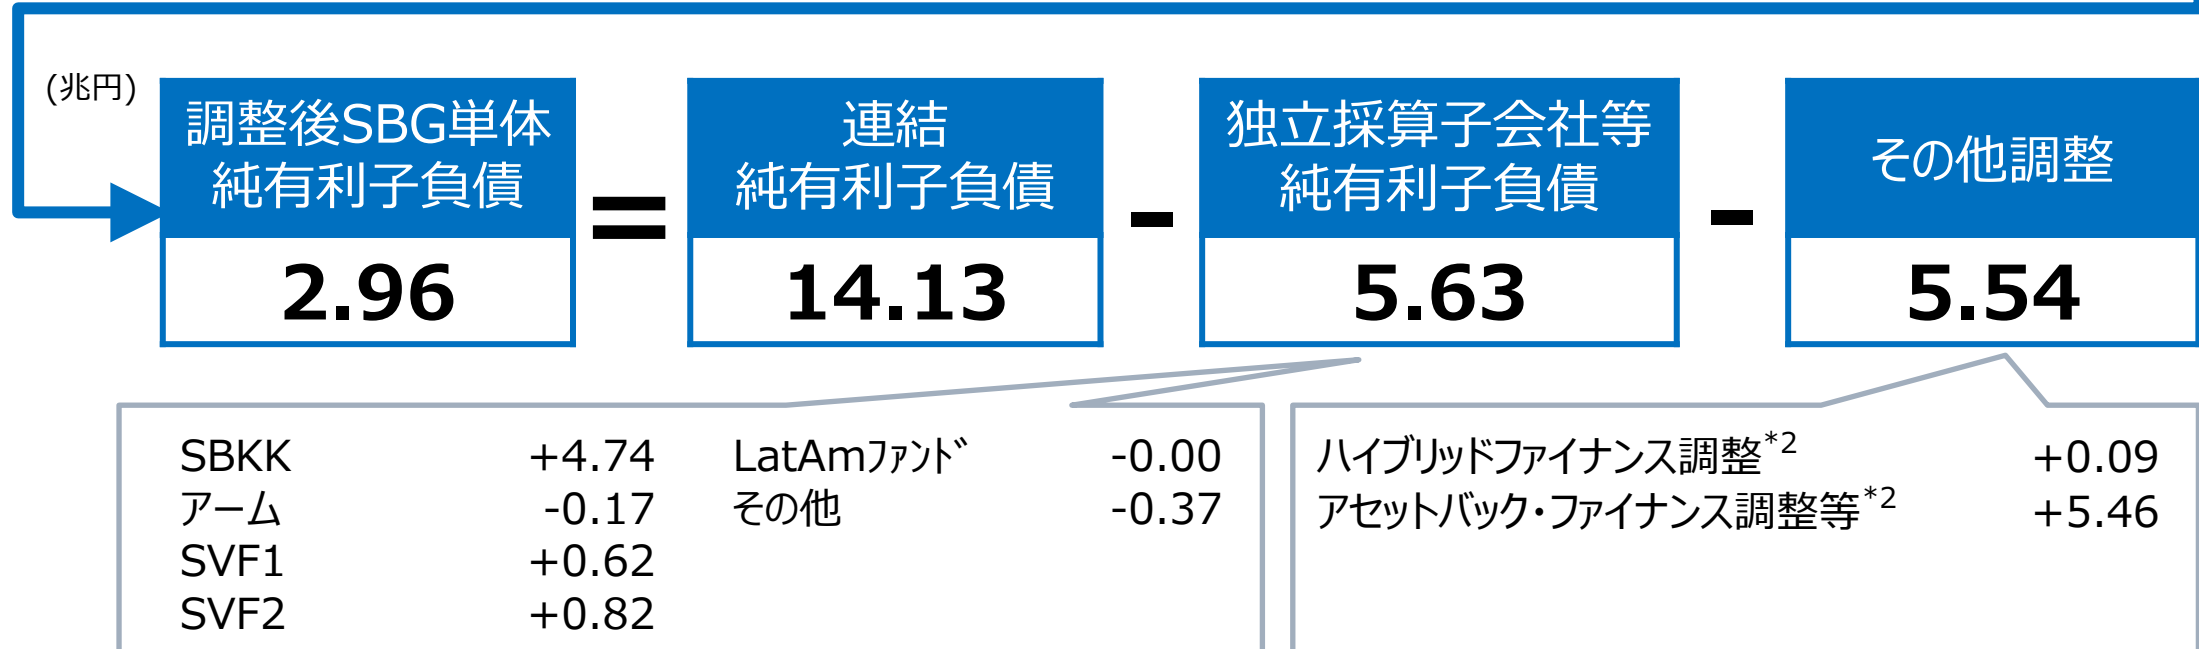 (兆円)
調整後SBG単体
純有利子負債
2.96
=
連結
純有利子負債
14.13
-
独立採算子会社等
純有利子負債
5.63
-
その他調整
5.54
SBKK +4.74
アーム -0.17
SVF1 +0.62
SVF2 +0.82
LatAmﾌｧﾝﾄﾞ -0.00
その他 -0.37
ハイブリッドファイナンス調整*2 +0.09
アセットバック・ファイナンス調整等*2 +5.46